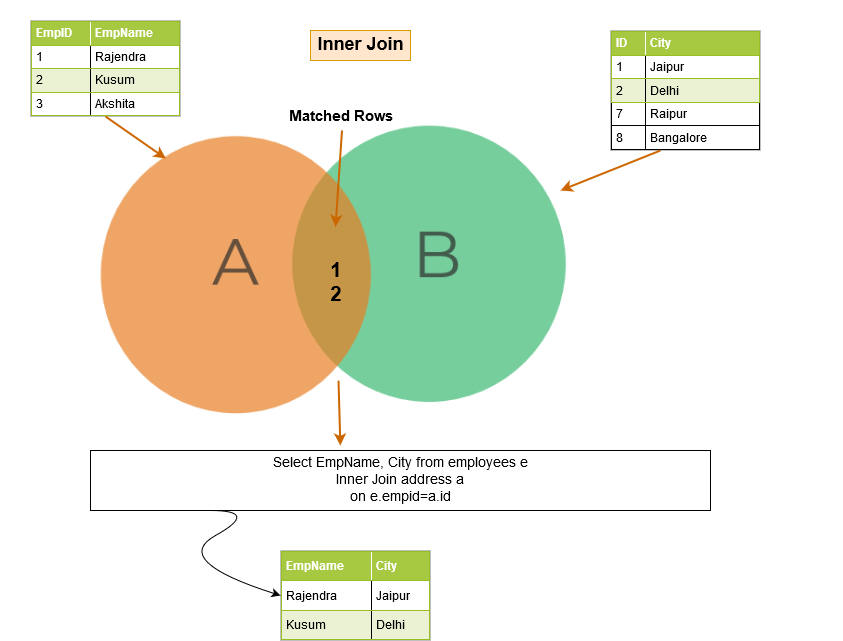 Inner Join
EmpID EmpName
1 Rajendra
2 Kusum
3 Akshita
ID City
1 Jaipur
2 Delhi
7 Raipur
8 Bangalore
Matched Rows
A
B
1
2
Select EmpName, City from employees e
Inner Join address a
on e.empid=a.id
EmpName City
Rajendra Jaipur
Kusum Delhi